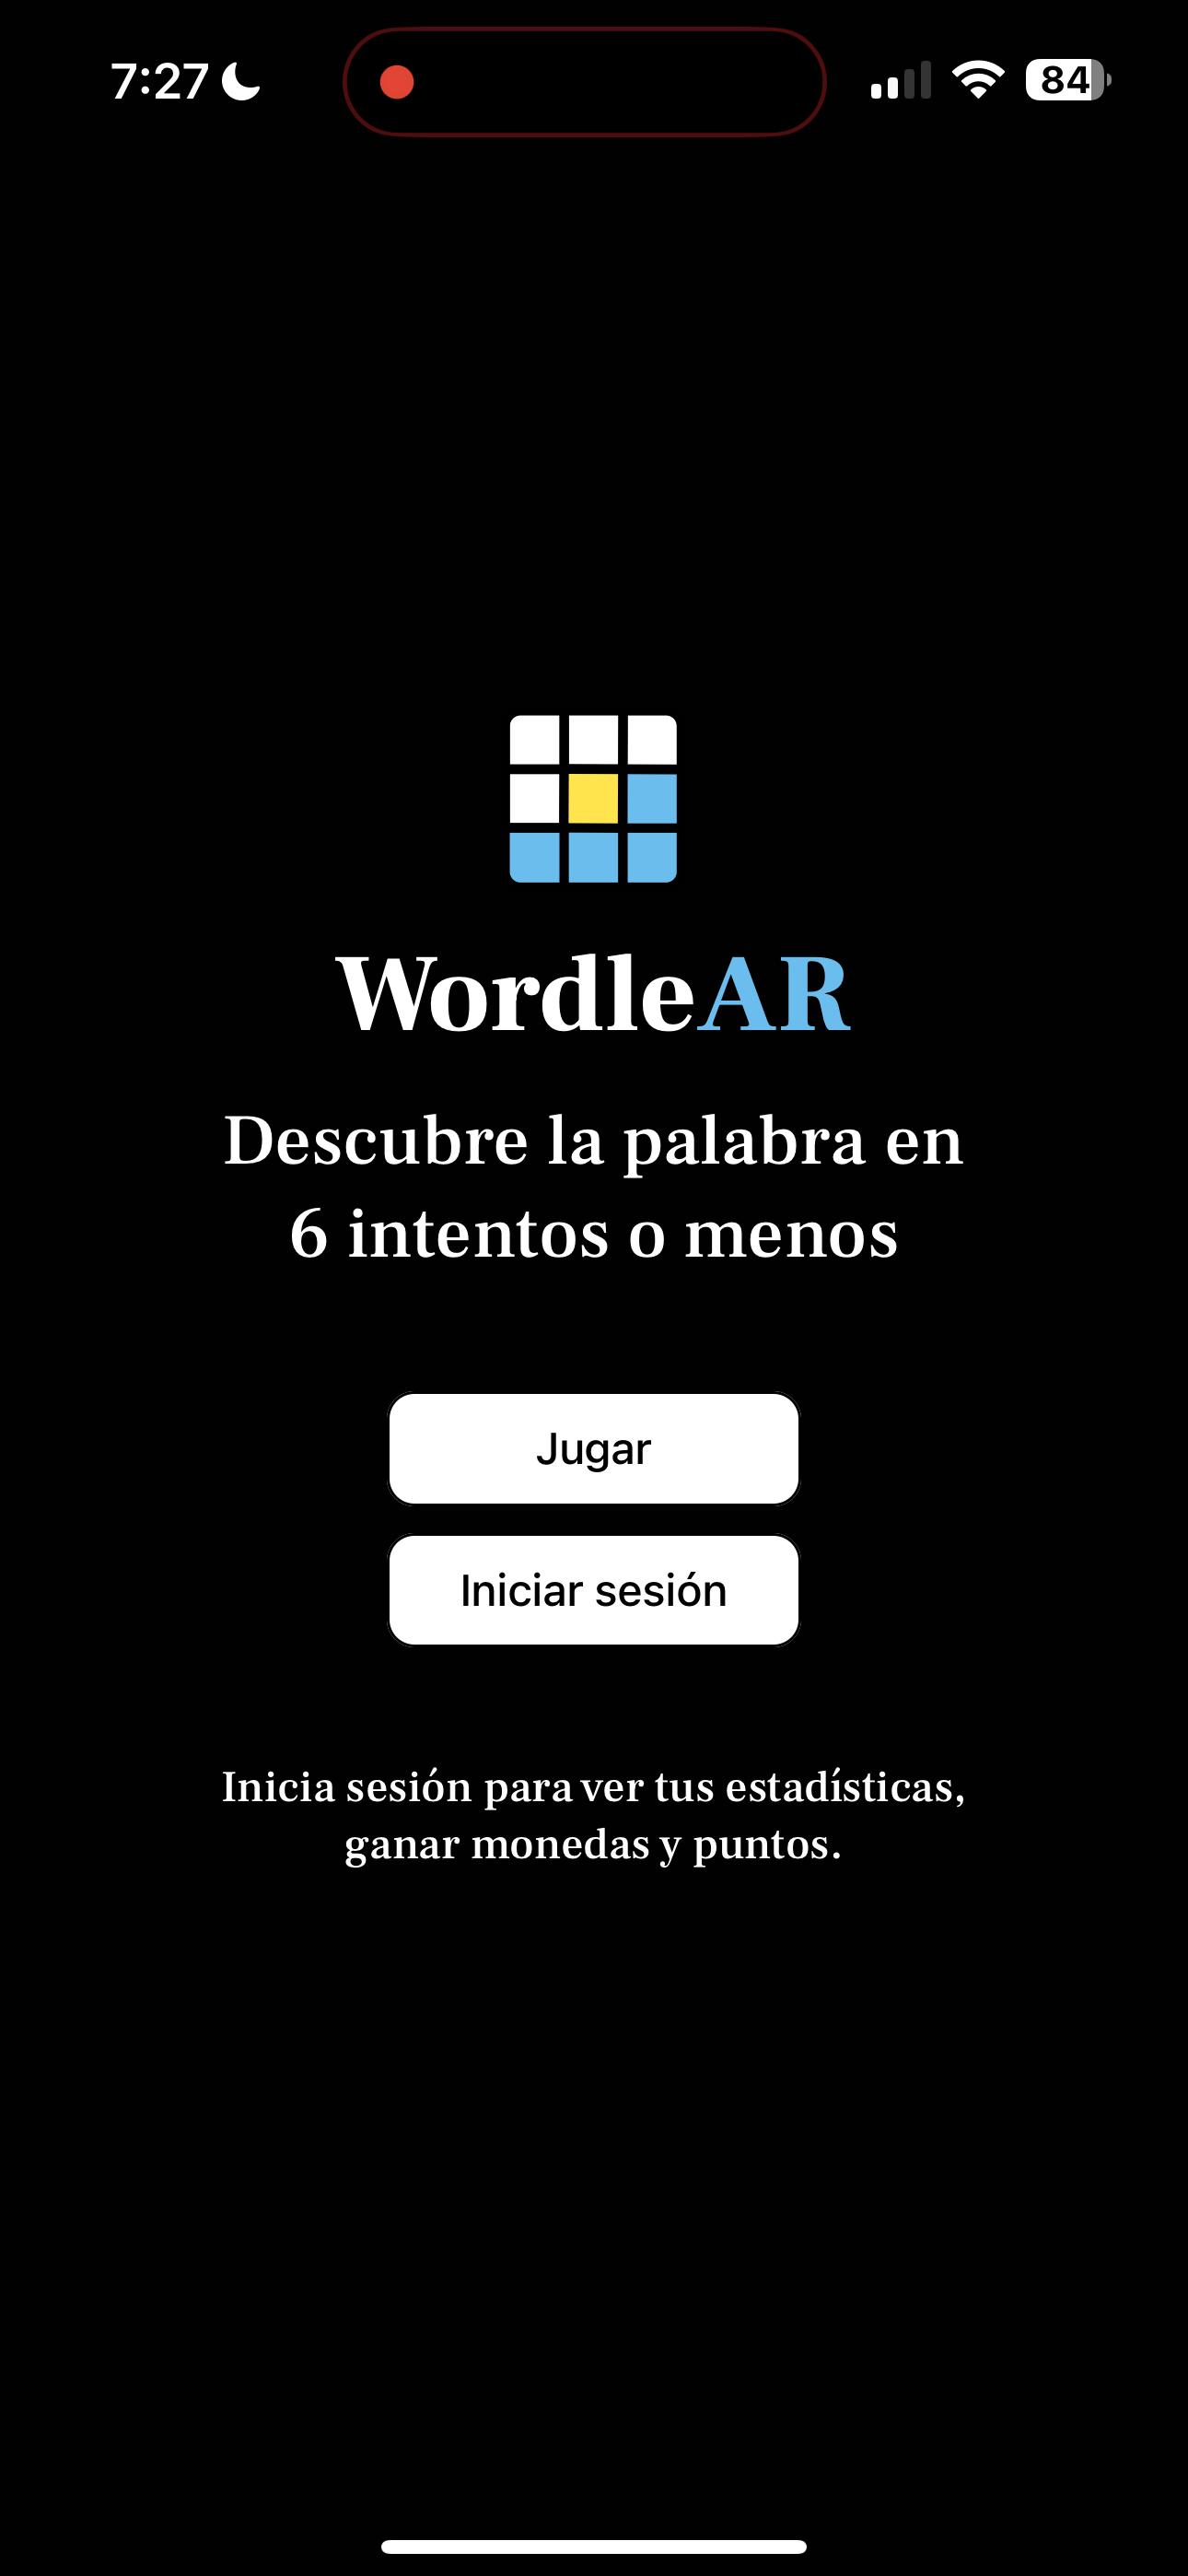 7:27
84
WordleAR
Descubre la palabra en
6 intentos o menos
Jugar
Iniciar sesión
Inicia sesión para ver tus estadísticas,
ganar monedas y puntos.